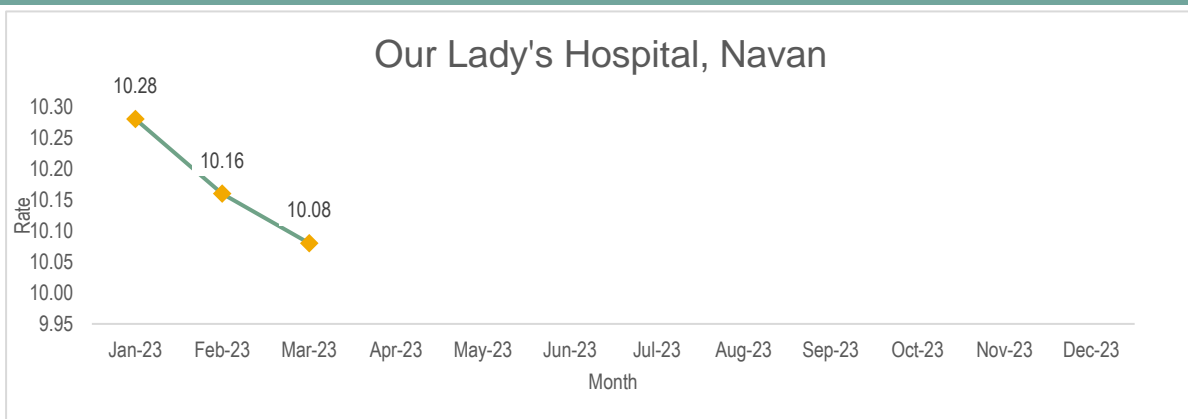 Our Lady's Hospital, Navan
10.28
10.16
10.08
10.30
10.25
10.20
10.15
10.10
10.05
10.00
9.95
Rate
Jan-23 Feb-23 Mar-23 Apr-23 May-23 Jun-23 Jul-23 Aug-23 Sep-23 Oct-23 Nov-23 Dec-23
Month